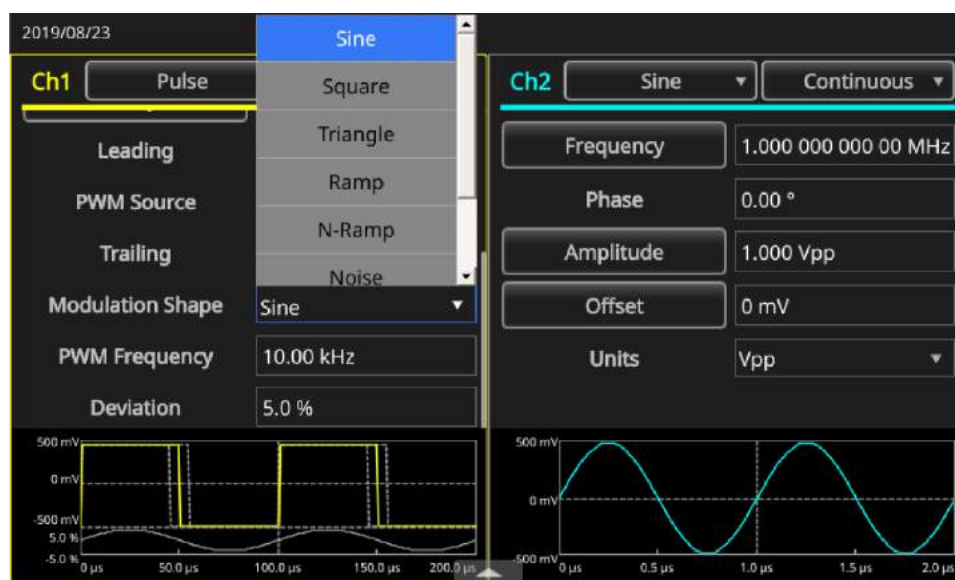 2019/08/23
Ch1 Pulse
Sine
Square
Triangle
Ramp
N-Ramp
Noise
Leading
PWM Source
Trailing
Modulation Shape Sine
PWM Frequency 10.00 kHz
Deviation 5.0 %
500 mV
0 mV
-500 mV
5.0 %
-5.0 %
0 µs 50.0 µs 100.0 µs 150.0 µs 200.0 µs
Ch2 Sine Continuous
Frequency 1.000 000 000 00 MHz
Phase 0.00 °
Amplitude 1.000 Vpp
Offset 0 mV
Units Vpp
500 mV
0 mV
-500 mV
0 µs 0.5 µs 1.0 µs 1.5 µs 2.0 µs